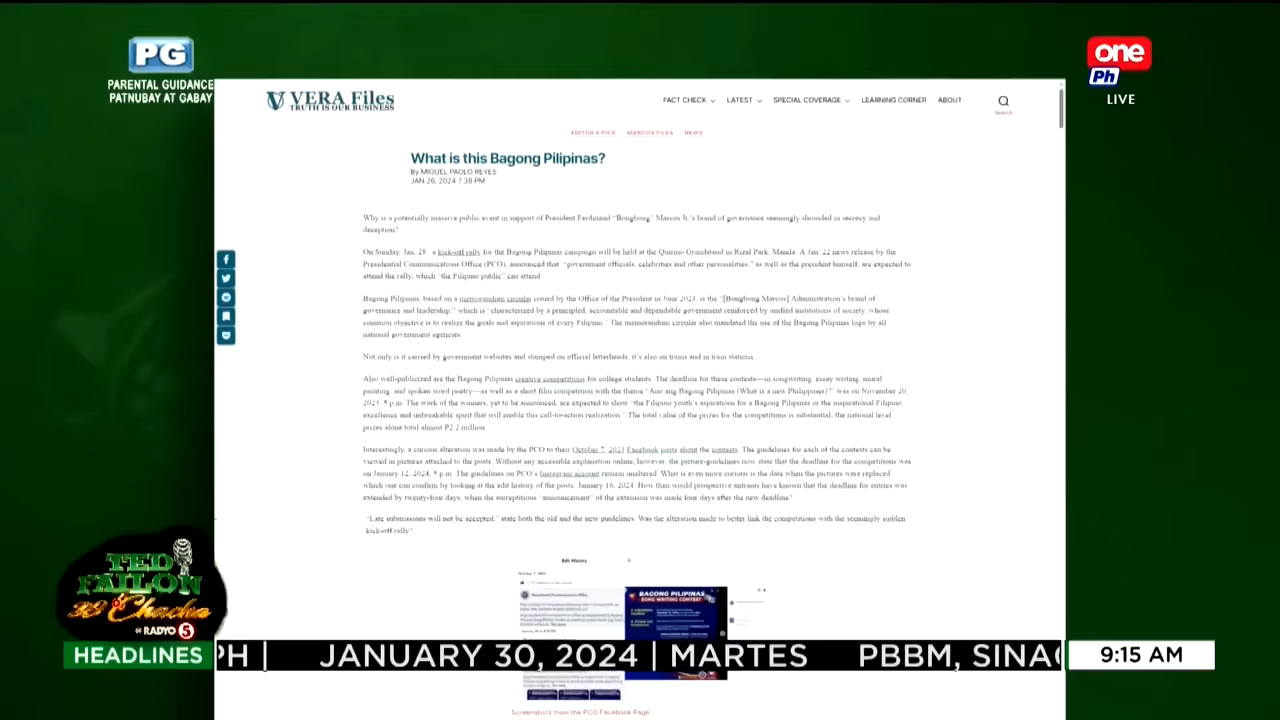 PG
PARENTAL GUIDANCE
PATNUBAY AT GABAY
one
Ph
LIVE
VERA Files
TRUTH IS OUR BUSINESS
FACT CHECK
LATEST
SPECIAL COVERAGE
LEARNING CORNER
ABOUT
Search
EDITOR'S PICK
MARCOS FILES
NEWS
What is this Bagong Pilipinas?
By MIGUEL PAOLO REYES
JAN 26, 2024 7:38 PM
Why is a potentially massive public event in support of President Ferdinand “Bongbong” Marcos Jr.'s brand of governance seemingly shrouded in secrecy and
deception?
On Sunday, Jan. 28, a kick-off rally for the Bagong Pilipinas campaign will be held at the Quirino Grandstand in Rizal Park, Manila. A Jan. 22 news release by the
Presidential Communications Office (PCO), announced that “government officials, celebrities and other personalities,” as well as the president himself, are expected to
attend the rally, which “the Filipino public” can attend.
Bagong Pilipinas, based on a memorandum circular issued by the Office of the President in June 2023, is the “[Bongbong Marcos] Administration's brand of
governance and leadership,” which is “characterized by a principled, accountable and dependable government reinforced by unified institutions of society, whose
common objective is to realize the goals and aspirations of every Filipino.” The memorandum circular also mandated the use of the Bagong Pilipinas logo by all
national government agencies.
Not only is it carried by government websites and stamped on official letterheads, it's also on trams and in train stations.
Also well-publicized are the Bagong Pilipinas creative competitions for college students. The deadline for these contests—in songwriting, essay writing, mural
painting, and spoken word poetry—as well as a short film competition with the theme “Ano ang Bagong Pilipinas (What is a new Philippines)?” was on November 20,
2023, 5 p.m. The work of the winners, yet to be announced, are expected to show “the Filipino youth's aspirations for a Bagong Pilipinas or the inspirational Filipino
excellence and unbreakable spirit that will enable this call-to-action realization.” The total value of the prizes for the competitions is substantial; the national level
prizes alone total almost P2.2 million.
Interestingly, a curious alteration was made by the PCO to their October 7, 2023 Facebook posts about the contests. The guidelines for each of the contests can be
viewed in pictures attached to the posts. Without any accessible explanation online, however, the picture-guidelines now state that the deadline for the competitions was
on January 12, 2024, 5 p.m. The guidelines on PCO's Instagram account remain unaltered. What is even more curious is the date when the pictures were replaced,
which one can confirm by looking at the edit history of the posts: January 16, 2024. How then would prospective entrants have known that the deadline for entries was
extended by twenty-four days, when the surreptitious “announcement” of the extension was made four days after the new deadline?
“Late submissions will not be accepted,” state both the old and the new guidelines. Was the alteration made to better link the competitions with the seemingly sudden
kick-off rally?
Edit History
BAGONG PILIPINAS
SONG WRITING CONTEST
Screenshots from the PCO Facebook Page
TED
FAILON
& DJ Chacha
@ RADYO 5
HEADLINES
PH | JANUARY 30, 2024 | MARTES PBBM,
9:15 AM